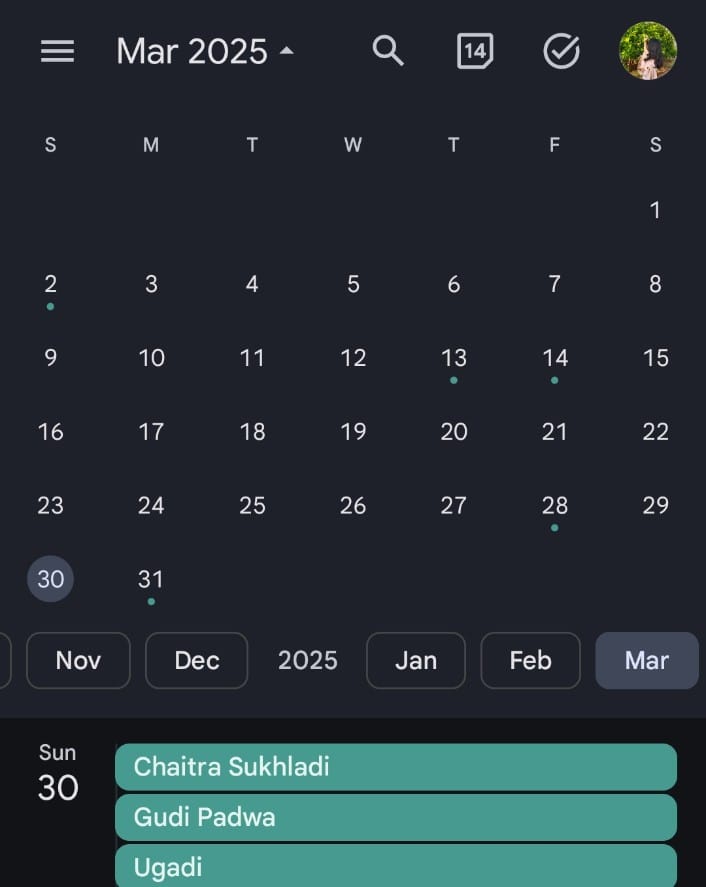 Mar 2025
14
S M T W T F S
1
2 3 4 5 6 7 8
9 10 11 12 13 14 15
16 17 18 19 20 21 22
23 24 25 26 27 28 29
30 31
Nov Dec 2025 Jan Feb Mar
Sun
30
Chaitra Sukhladi
Gudi Padwa
Ugadi